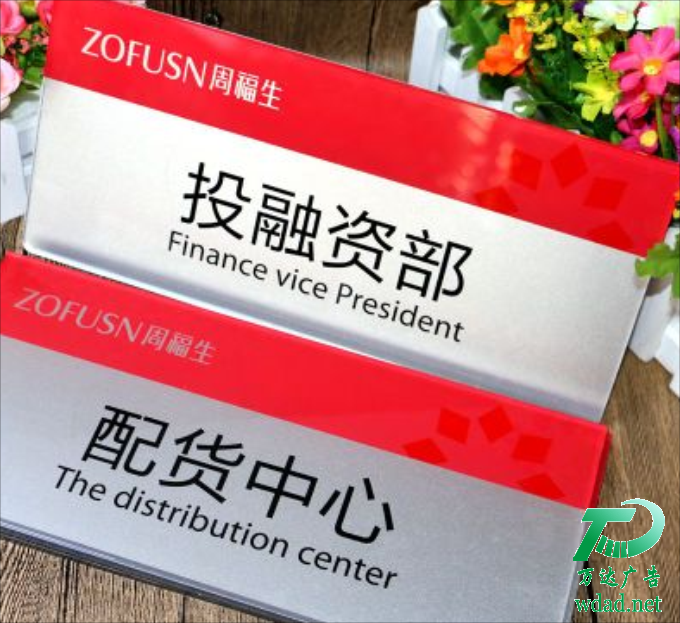 ZOFUSN周福生
投融资部
Finance vice President
ZOFUSN周福生
配货中心
The distribution center
万达广告
wdad.net